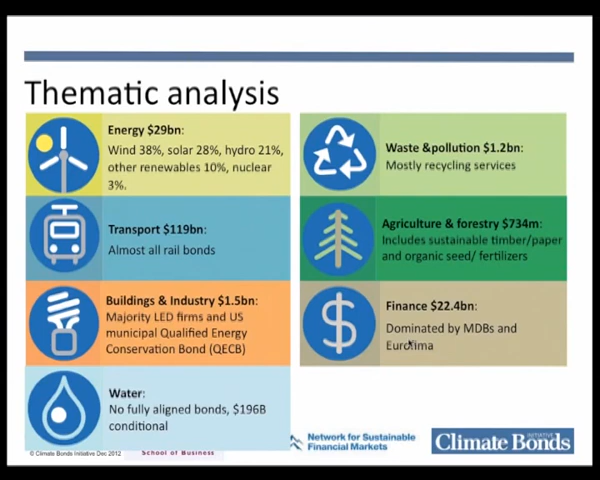 Thematic analysis
Energy $29bn:
Wind 38%, solar 28%, hydro 21%,
other renewables 10%, nuclear
3%.
Transport $119bn:
Almost all rail bonds
Buildings & Industry $1.5bn:
Majority LED firms and US
municipal Qualified Energy
Conservation Bond (QECB)
Water:
No fully aligned bonds, $196B
conditional
Waste &pollution $1.2bn:
Mostly recycling services
Agriculture & forestry $734m:
Includes sustainable timber/paper
and organic seed/ fertilizers
Finance $22.4bn:
Dominated by MDBs and
Eurofima
© Climate Bonds Initiative Dec 2012
School of Business
Network for Sustainable
Financial Markets
Climate Bonds
INITIATIVE